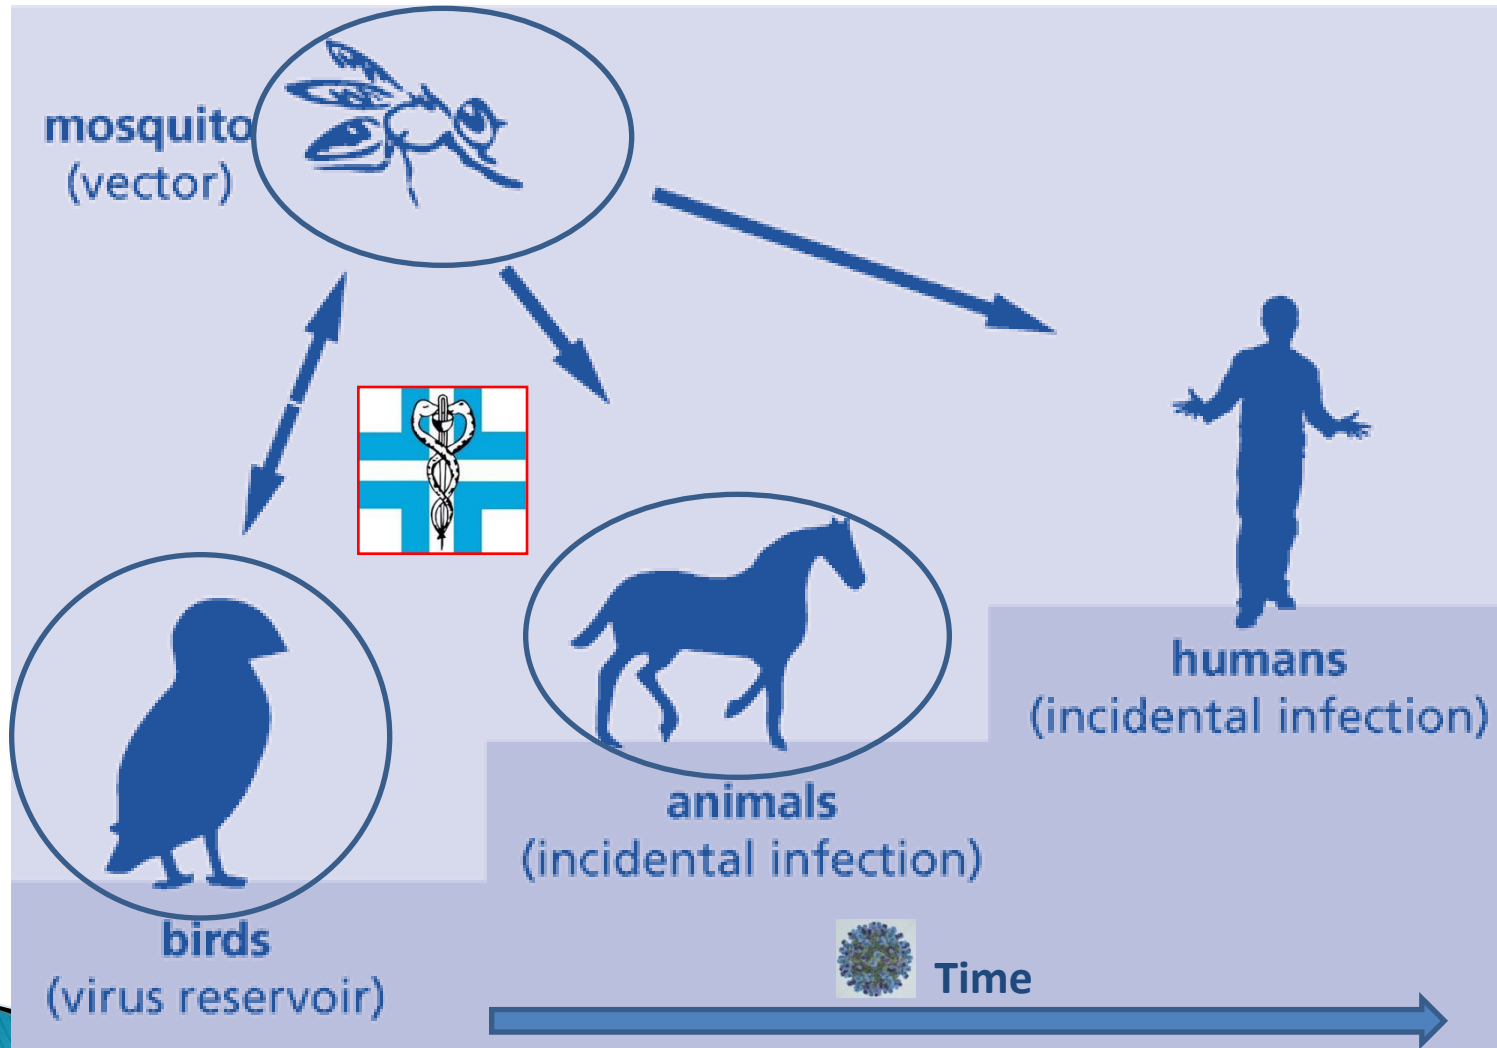 mosquito
(vector)
humans
(incidental infection)
animals
(incidental infection)
birds
(virus reservoir)
Time